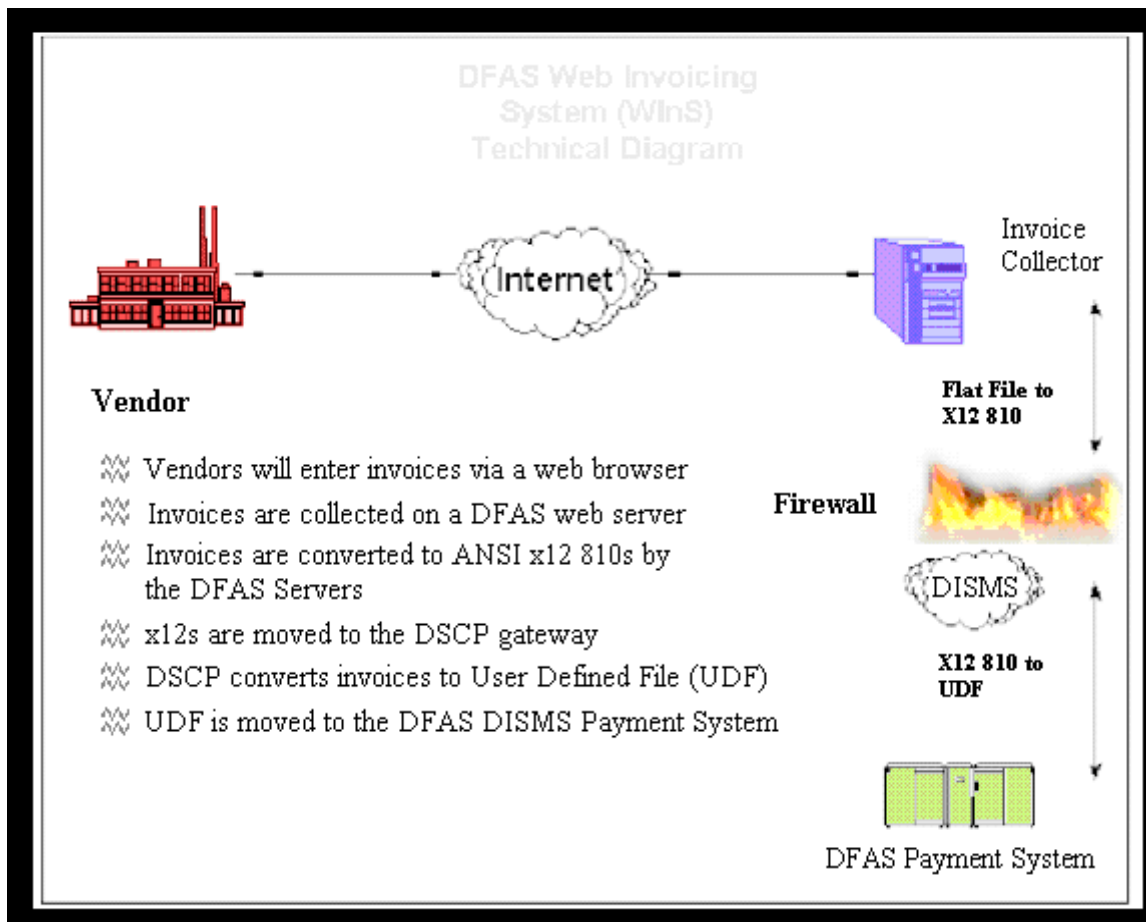 DFAS Web Invoicing
System (WInS)
Technical Diagram
Internet
Invoice
Collector
Vendor
Flat File to
X12 810
Vendors will enter invoices via a web browser
Invoices are collected on a DFAS web server
Invoices are converted to ANSI x12 810s by
the DFAS Servers
x12s are moved to the DSCP gateway
DSCP converts invoices to User Defined File (UDF)
UDF is moved to the DFAS DISMS Payment System
Firewall
DISMS
X12 810 to
UDF
DFAS Payment System